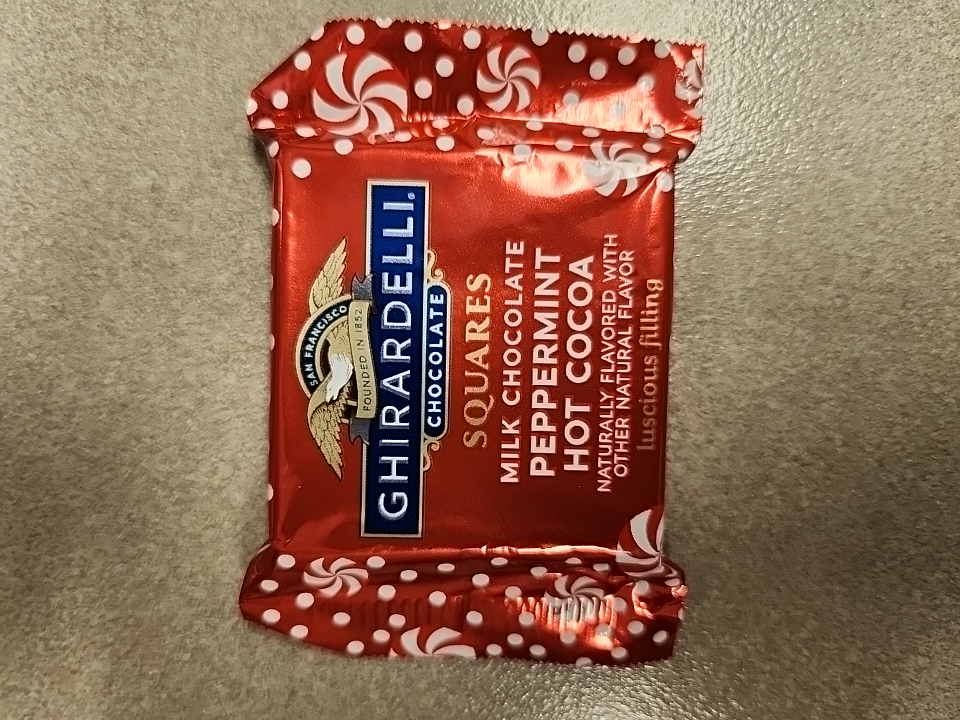 SAN FRANCISCO
FOUNDED IN 1852
GHIRARDELLI®
CHOCOLATE
SQUARES
MILK CHOCOLATE
PEPPERMINT
HOT COCOA
NATURALLY FLAVORED WITH
OTHER NATURAL FLAVOR
luscious filling